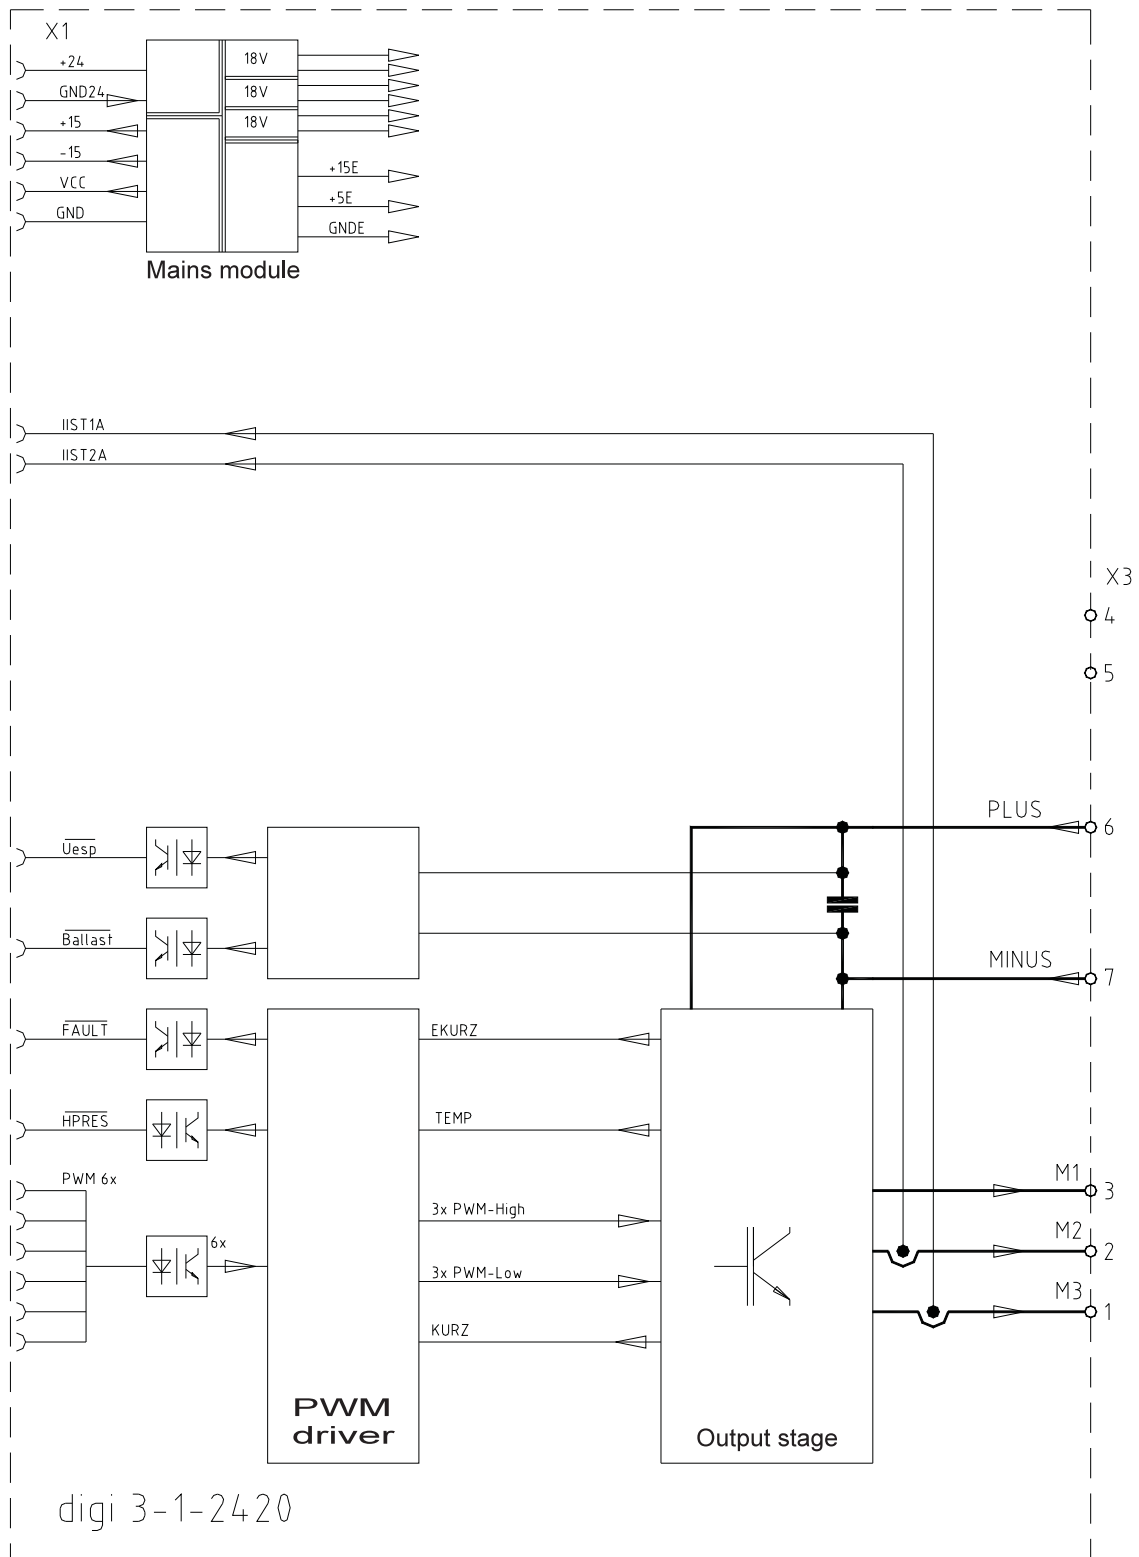 X1
+24
GND24
+15
-15
VCC
GND
18V
18V
18V
+15E
+5E
GNDE
Mains module
IIST1A
IIST2A
X3
4
5
PLUS
6
MINUS
7
Uesp
Ballast
FAULT
HPRES
PWM 6x
6x
EKURZ
TEMP
3x PWM-High
3x PWM-Low
KURZ
PWM
driver
Output stage
M1
3
M2
2
M3
1
digi 3-1-2420